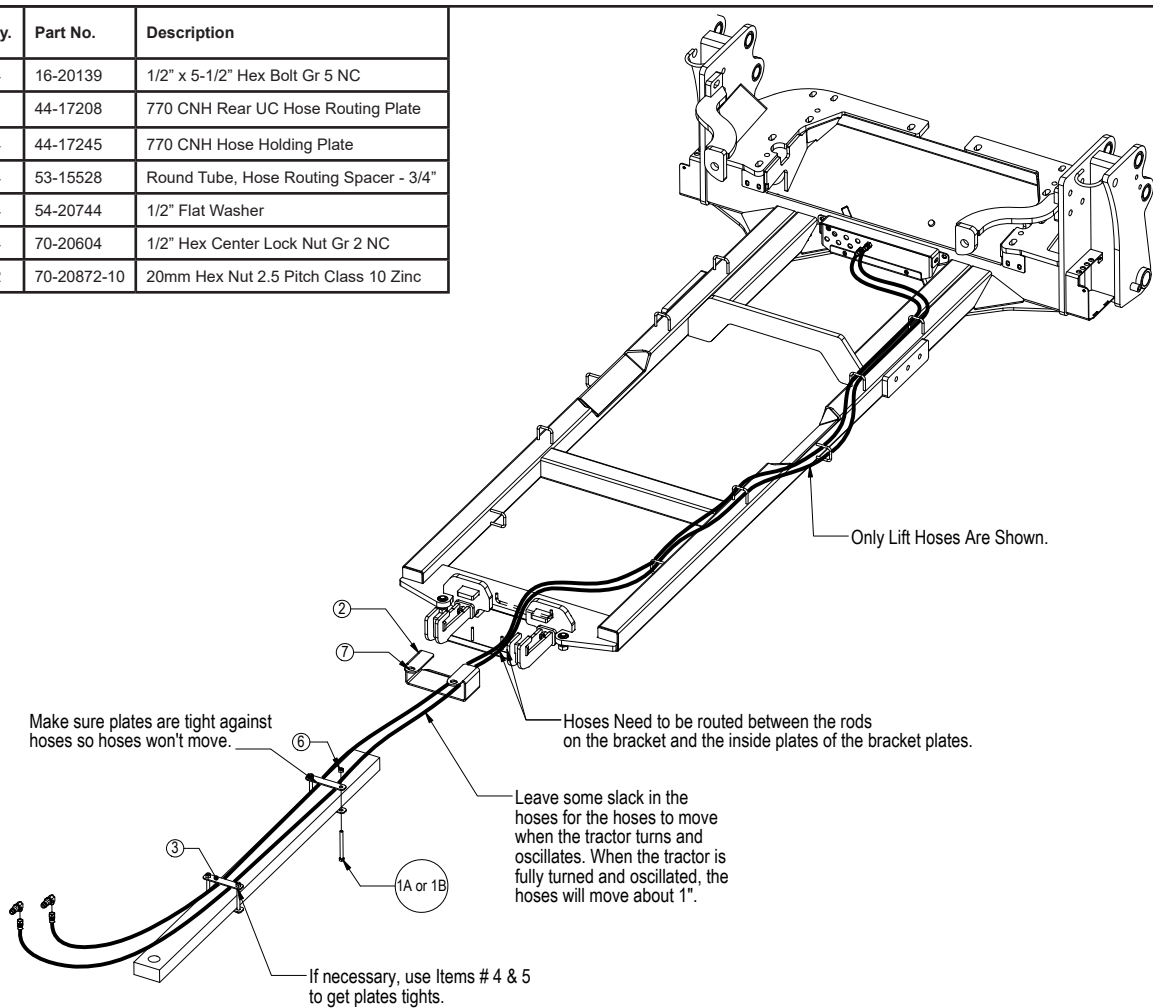 y. Part No. Description
16-20139 1/2” x 5-1/2” Hex Bolt Gr 5 NC
44-17208 770 CNH Rear UC Hose Routing Plate
44-17245 770 CNH Hose Holding Plate
53-15528 Round Tube, Hose Routing Spacer - 3/4”
54-20744 1/2” Flat Washer
70-20604 1/2” Hex Center Lock Nut Gr 2 NC
70-20872-10 20mm Hex Nut 2.5 Pitch Class 10 Zinc
Only Lift Hoses Are Shown.
2
7
Make sure plates are tight against
hoses so hoses won't move.
6
Hoses Need to be routed between the rods
on the bracket and the inside plates of the bracket plates.
Leave some slack in the
hoses for the hoses to move
when the tractor turns and
oscillates. When the tractor is
fully turned and oscillated, the
hoses will move about 1".
3
1A or 1B
If necessary, use Items # 4 & 5
to get plates tights.